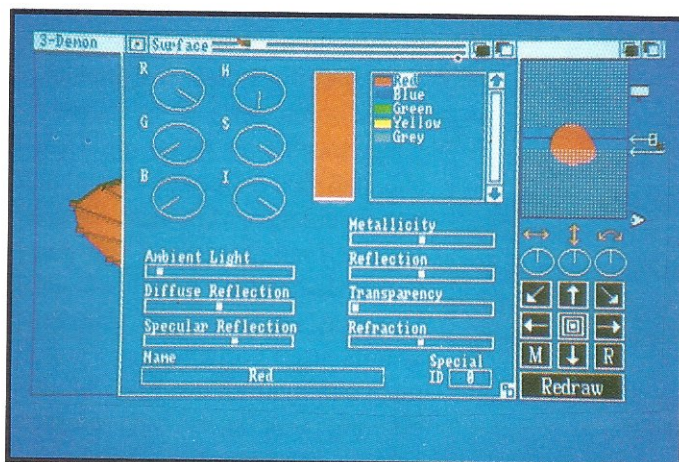 3-Demon
Surface
R
H
G
S
B
I
Red
Blue
Green
Yellow
Grey
Ambient Light
Diffuse Reflection
Specular Reflection
Metallicity
Reflection
Transparency
Refraction
Name
Red
Special
ID 0
M
R
Redraw